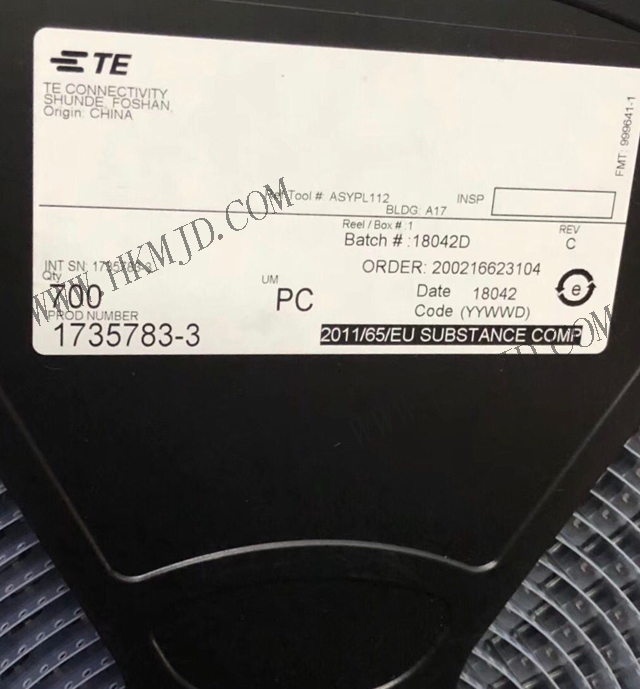 TE
TE CONNECTIVITY
SHUNDE, FOSHAN,
Origin: CHINA
FMT: 999641-1
Tool # ASYPL112
INSP
BLDG: A17
Reel / Box # :1
REV
Batch # :18042D
C
INT SN: 1735783-3
ORDER: 200216623104
Qty
700
UM
PC
Date 18042
Code (YYWWD)
e
PROD NUMBER
1735783-3
2011/65/EU SUBSTANCE COMP
WWW.HKMJD.COM